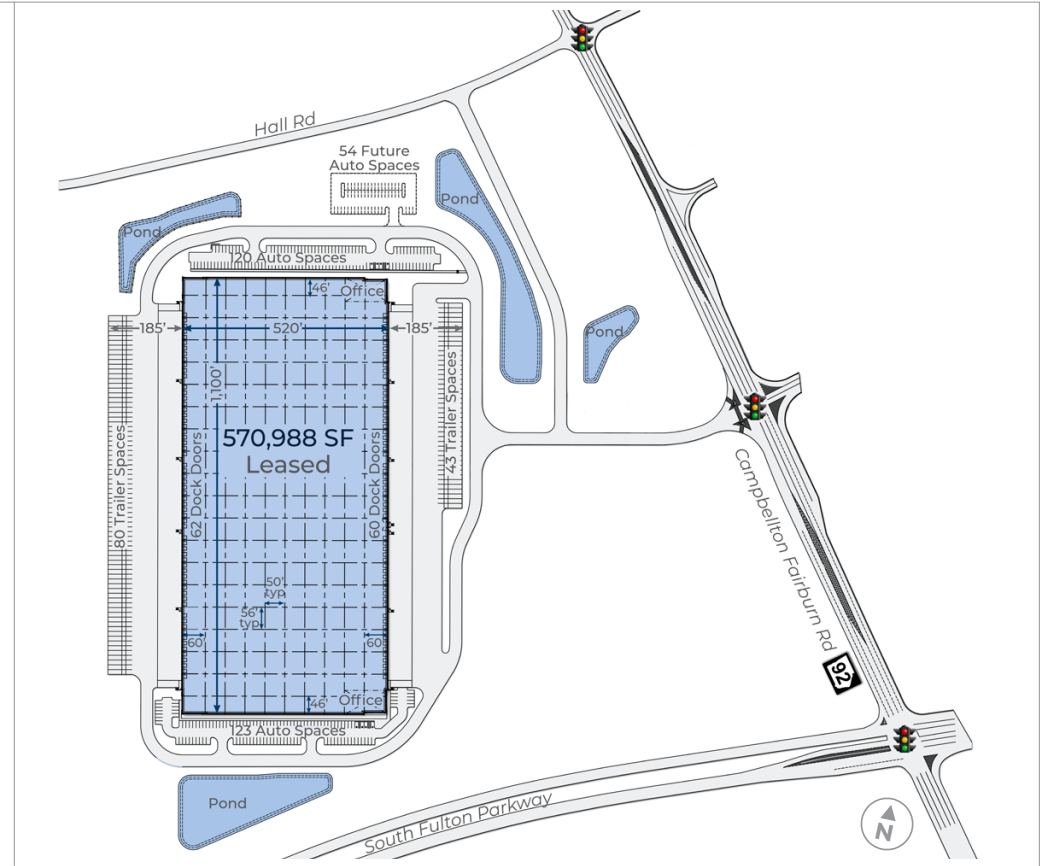 Hall Rd
54 Future
Auto Spaces
Pond
Pond
120 Auto Spaces
46'
Office
185'
520'
185'
Pond
1,100'
570,988 SF
Leased
80 Trailer Spaces
62 Dock Doors
60 Dock Doors
43 Trailer Spaces
Campbellton Fairburn Rd
92
50'
typ
56'
typ
60'
60'
46'
Office
123 Auto Spaces
Pond
South Fulton Parkway
N